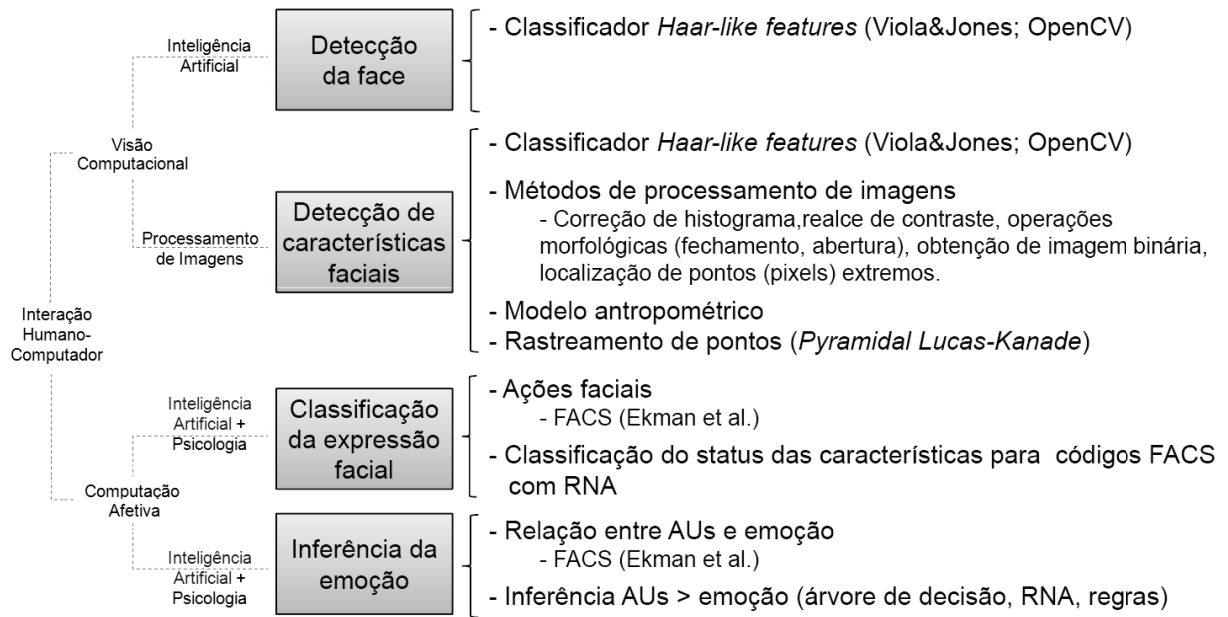 Interação
Humano-
Computador
Visão
Computacional
Inteligência
Artificial
Detecção
da face
- Classificador Haar-like features (Viola&Jones; OpenCV)
Processamento
de Imagens
Detecção de
características
faciais
- Classificador Haar-like features (Viola&Jones; OpenCV)
- Métodos de processamento de imagens
- Correção de histograma,realce de contraste, operações
morfológicas (fechamento, abertura), obtenção de imagem binária,
localização de pontos (pixels) extremos.
- Modelo antropométrico
- Rastreamento de pontos (Pyramidal Lucas-Kanade)
Computação
Afetiva
Inteligência
Artificial +
Psicologia
Classificação
da expressão
facial
- Ações faciais
- FACS (Ekman et al.)
- Classificação do status das características para códigos FACS
com RNA
Inteligência
Artificial +
Psicologia
Inferência da
emoção
- Relação entre AUs e emoção
- FACS (Ekman et al.)
- Inferência AUs > emoção (árvore de decisão, RNA, regras)